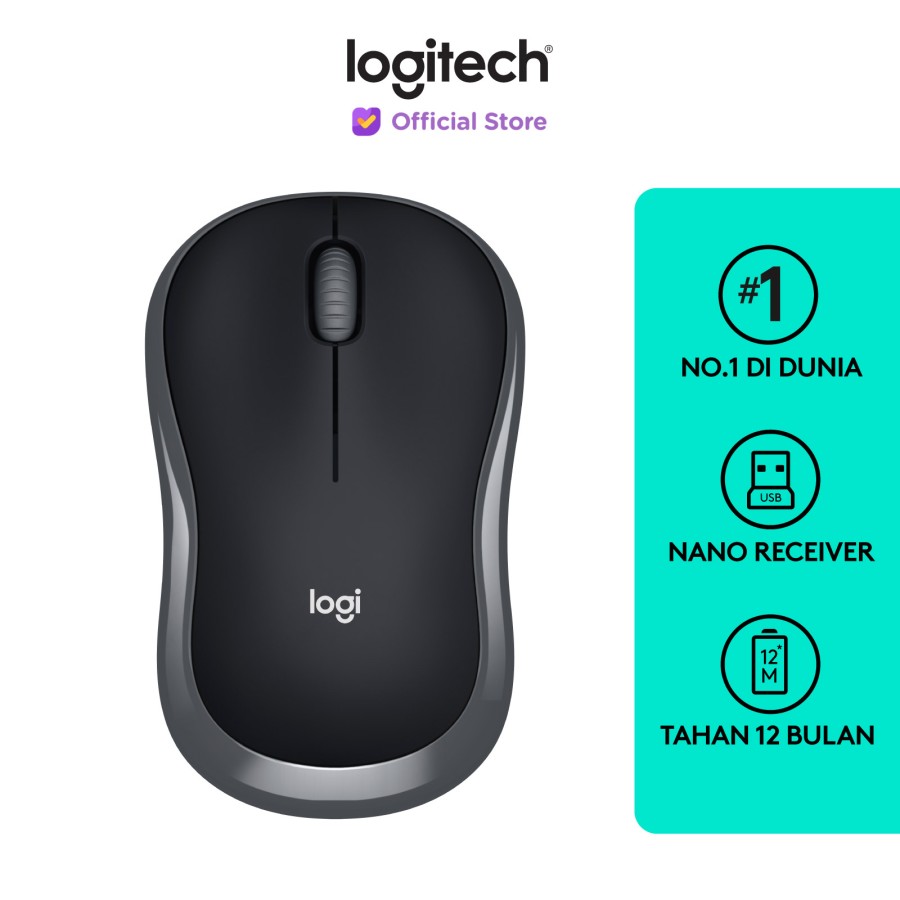 logitech®
Official Store
logi
#1
NO.1 DI DUNIA
USB
NANO RECEIVER
12*
M
TAHAN 12 BULAN